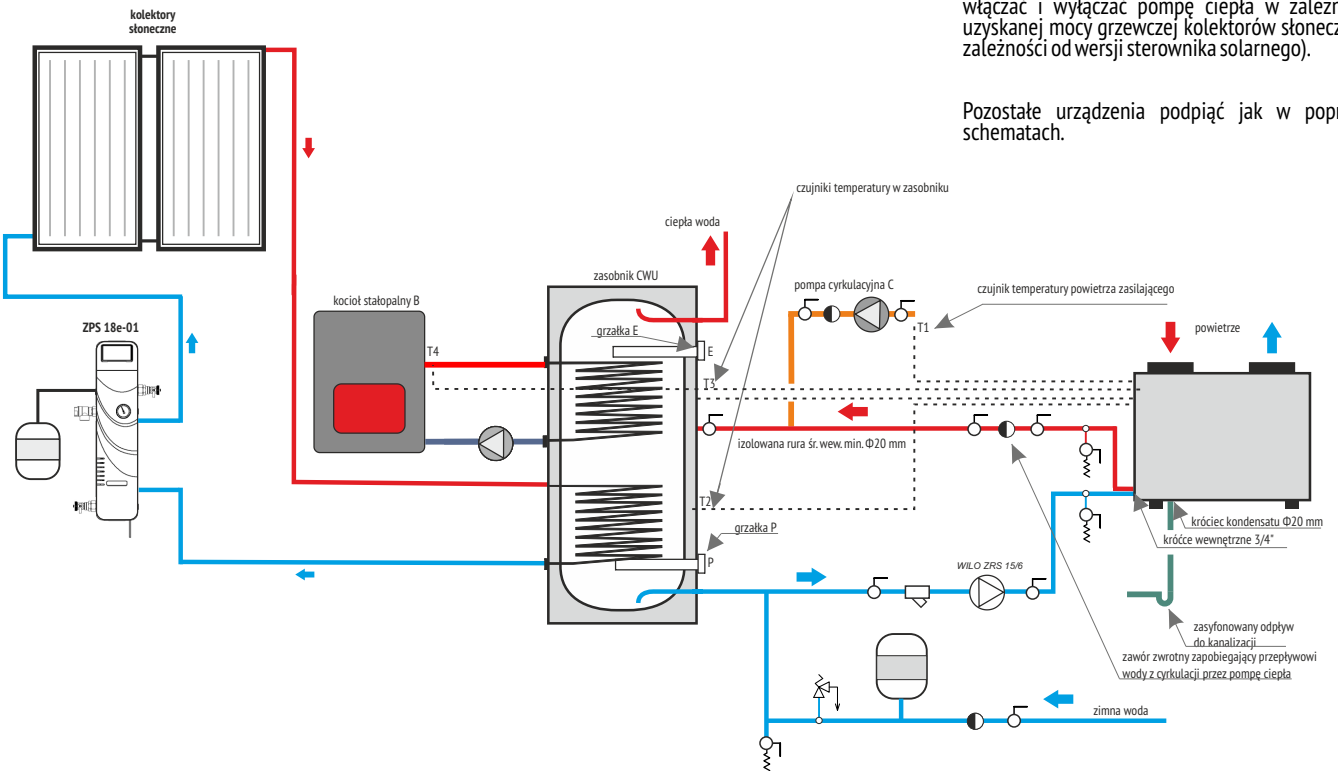 włączać i wyłączać pompę ciepła w
uzyskanej mocy grzewczej kolektorów
zależności od wersji sterownika solarnego).
Pozostałe urządzenia podpiąć jak w
schematach.
kolektory
słoneczne
czujniki temperatury w zasobniku
ciepła woda
zasobnik CWU
pompa cyrkulacyjna C
czujnik temperatury powietrza zasilającego
kocioł stałopalny B
ZPS 18e-01
grzałka E
T1
powietrze
T4
E
T3
izolowana rura śr. wew. min. Φ20 mm
T2
grzałka P
P
króciec kondensatu Φ20 mm
króćce wewnętrzne 3/4"
WILO ZRS 15/6
zasyfonowany odpływ
do kanalizacji
zawór zwrotny zapobiegający przepływowi
wody z cyrkulacji przez pompę ciepła
zimna woda